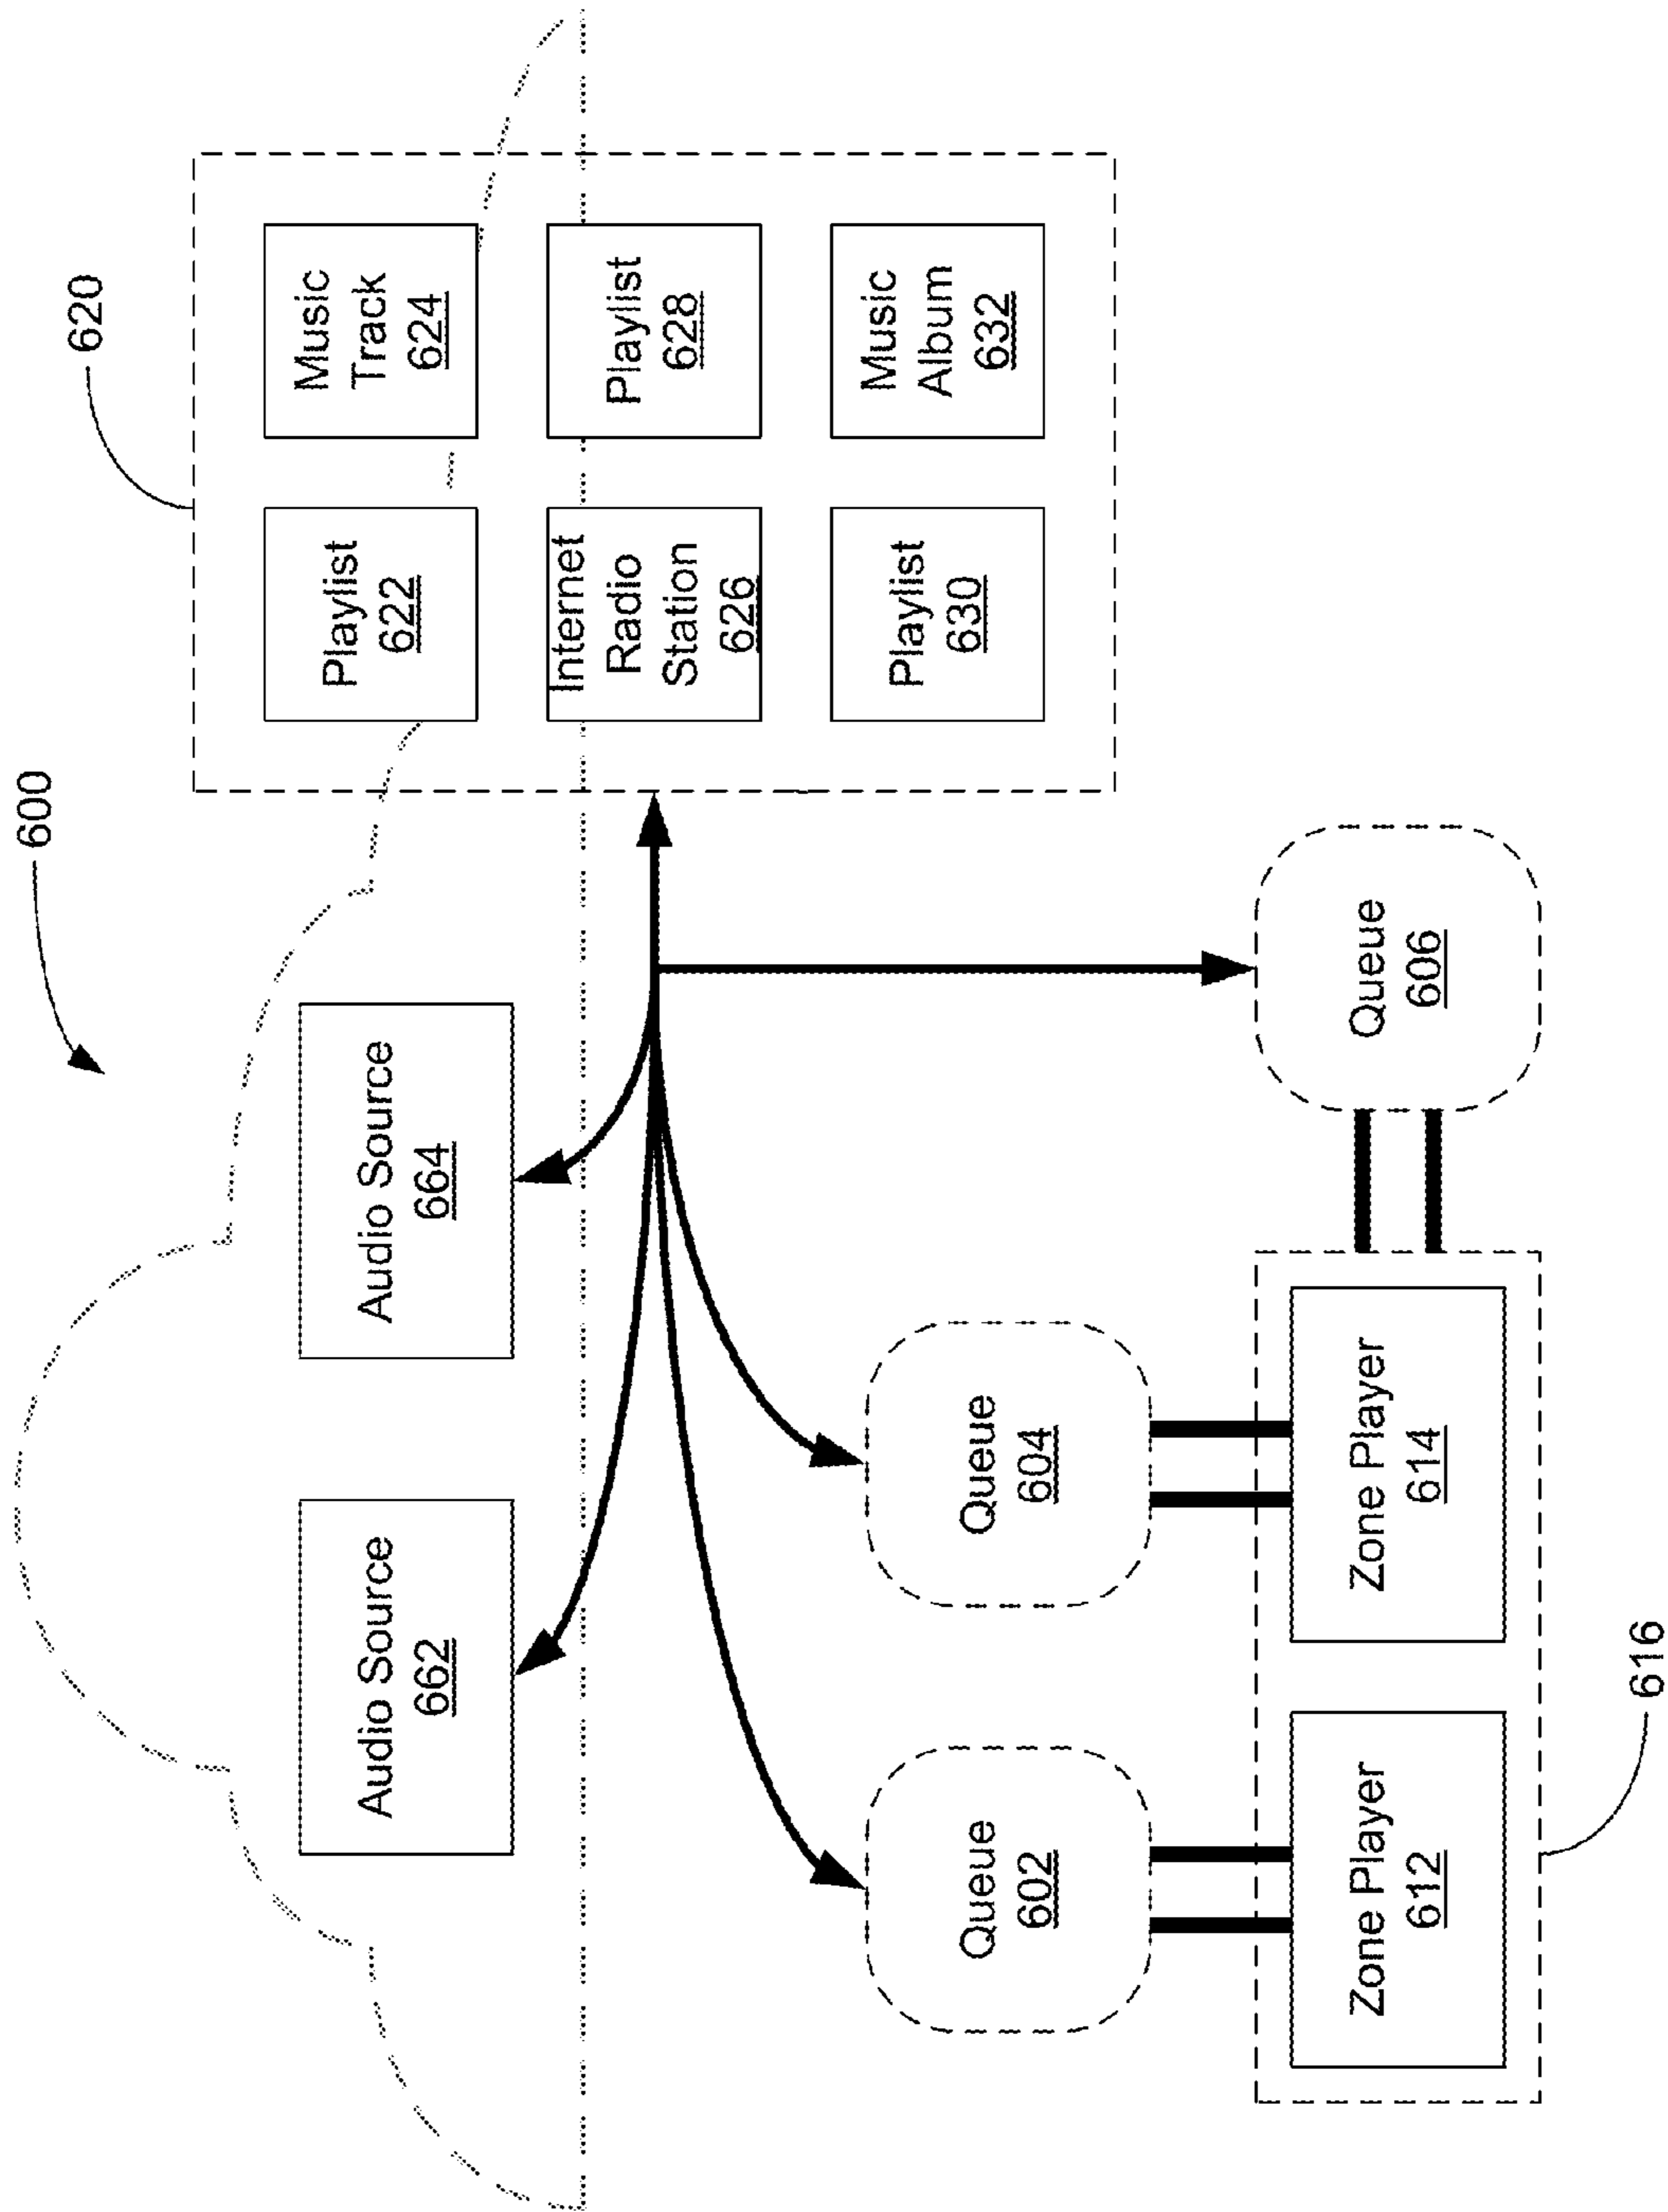 600
620
Audio Source
662
Audio Source
664
Playlist
622
Music
Track
624
Internet
Radio
Station
626
Playlist
628
Playlist
630
Music
Album
632
Queue
602
Queue
604
Queue
606
Zone Player
612
Zone Player
614
616